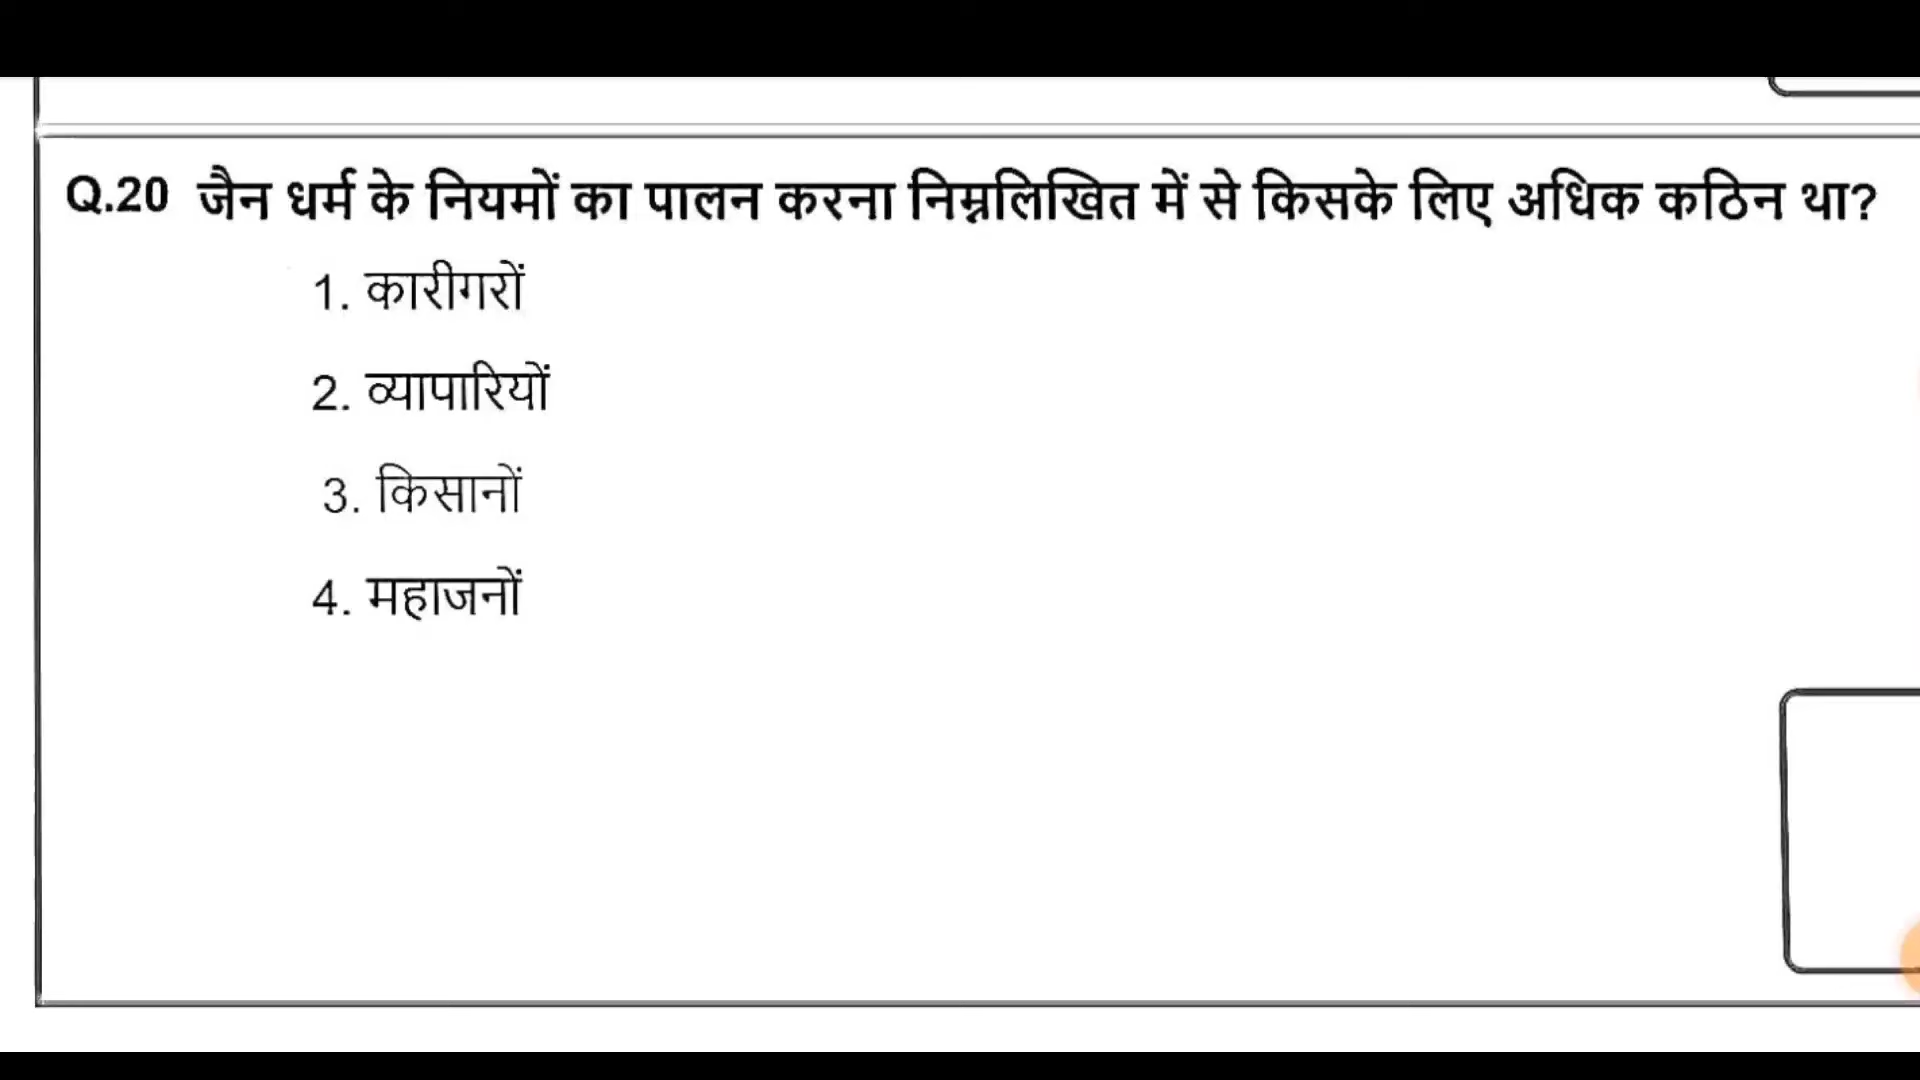 Q.20 जैन धर्म के नियमों का पालन करना निम्नलिखित में से किसके लिए अधिक कठिन था?
1. कारीगरों
2. व्यापारियों
3. किसानों
4. महाजनों